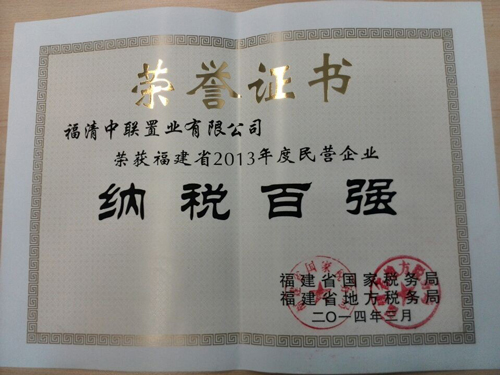 荣誉证书
福清中联置业有限公司
荣获福建省2013年度民营企业
纳税百强
福建省国家税务局
福建省地方税务局
二〇一四年三月